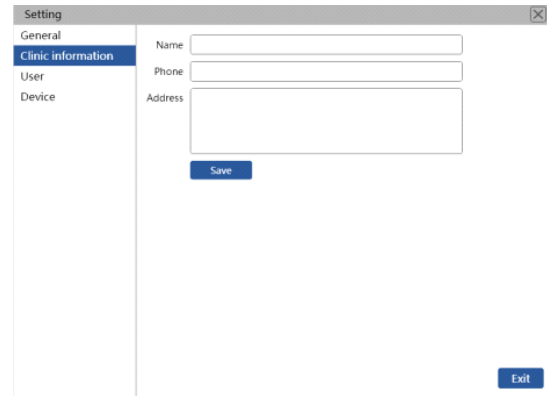 Setting
General
Clinic information
User
Device
Name
Phone
Address
Save
Exit